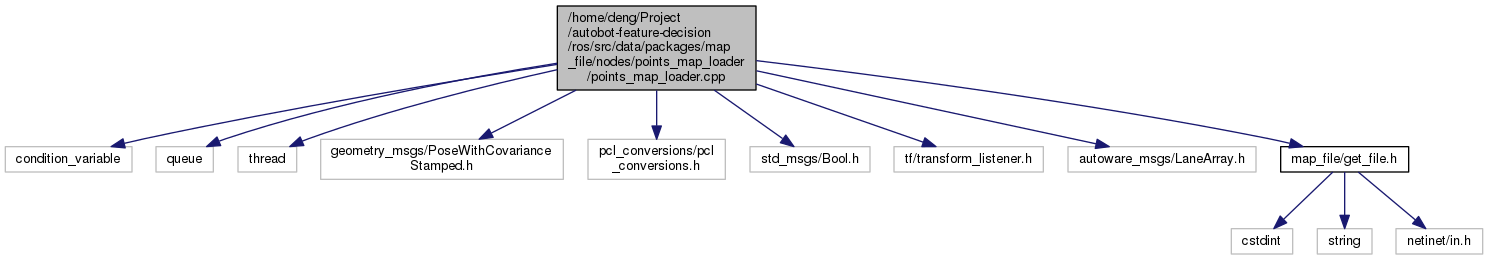 /home/deng/Project
/autobot-feature-decision
/ros/src/data/packages/map
_file/nodes/points_map_loader
/points_map_loader.cpp
condition_variable
queue
thread
geometry_msgs/PoseWithCovariance
Stamped.h
pcl_conversions/pcl
_conversions.h
std_msgs/Bool.h
tf/transform_listener.h
autoware_msgs/LaneArray.h
map_file/get_file.h
cstdint
string
netinet/in.h